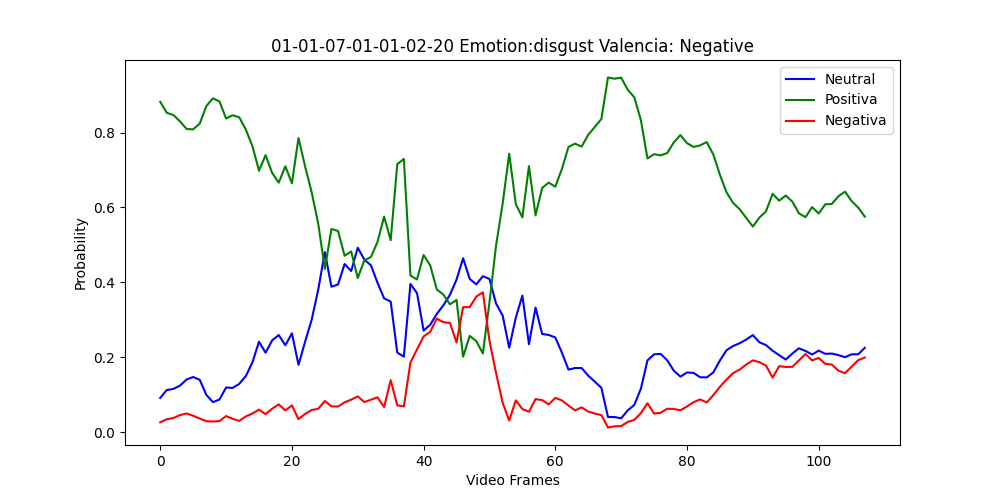 01-01-07-01-01-02-20 Emotion:disgust Valencia: Negative
Neutral
Positiva
Negativa
Probability
0.8
0.6
0.4
0.2
0.0
0 20 40 60 80 100
Video Frames